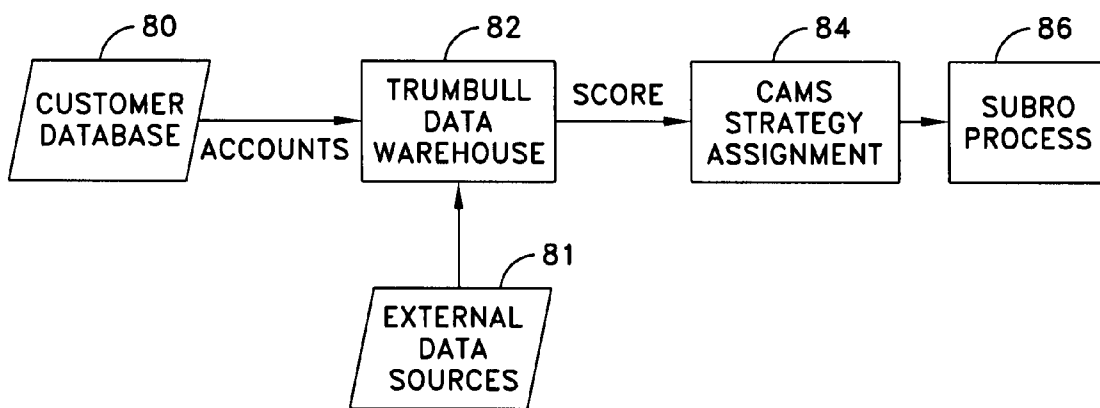 80
82
84
86
CUSTOMER
DATABASE
ACCOUNTS
TRUMBULL
DATA
WAREHOUSE
SCORE
CAMS
STRATEGY
ASSIGNMENT
SUBRO
PROCESS
81
EXTERNAL
DATA
SOURCES